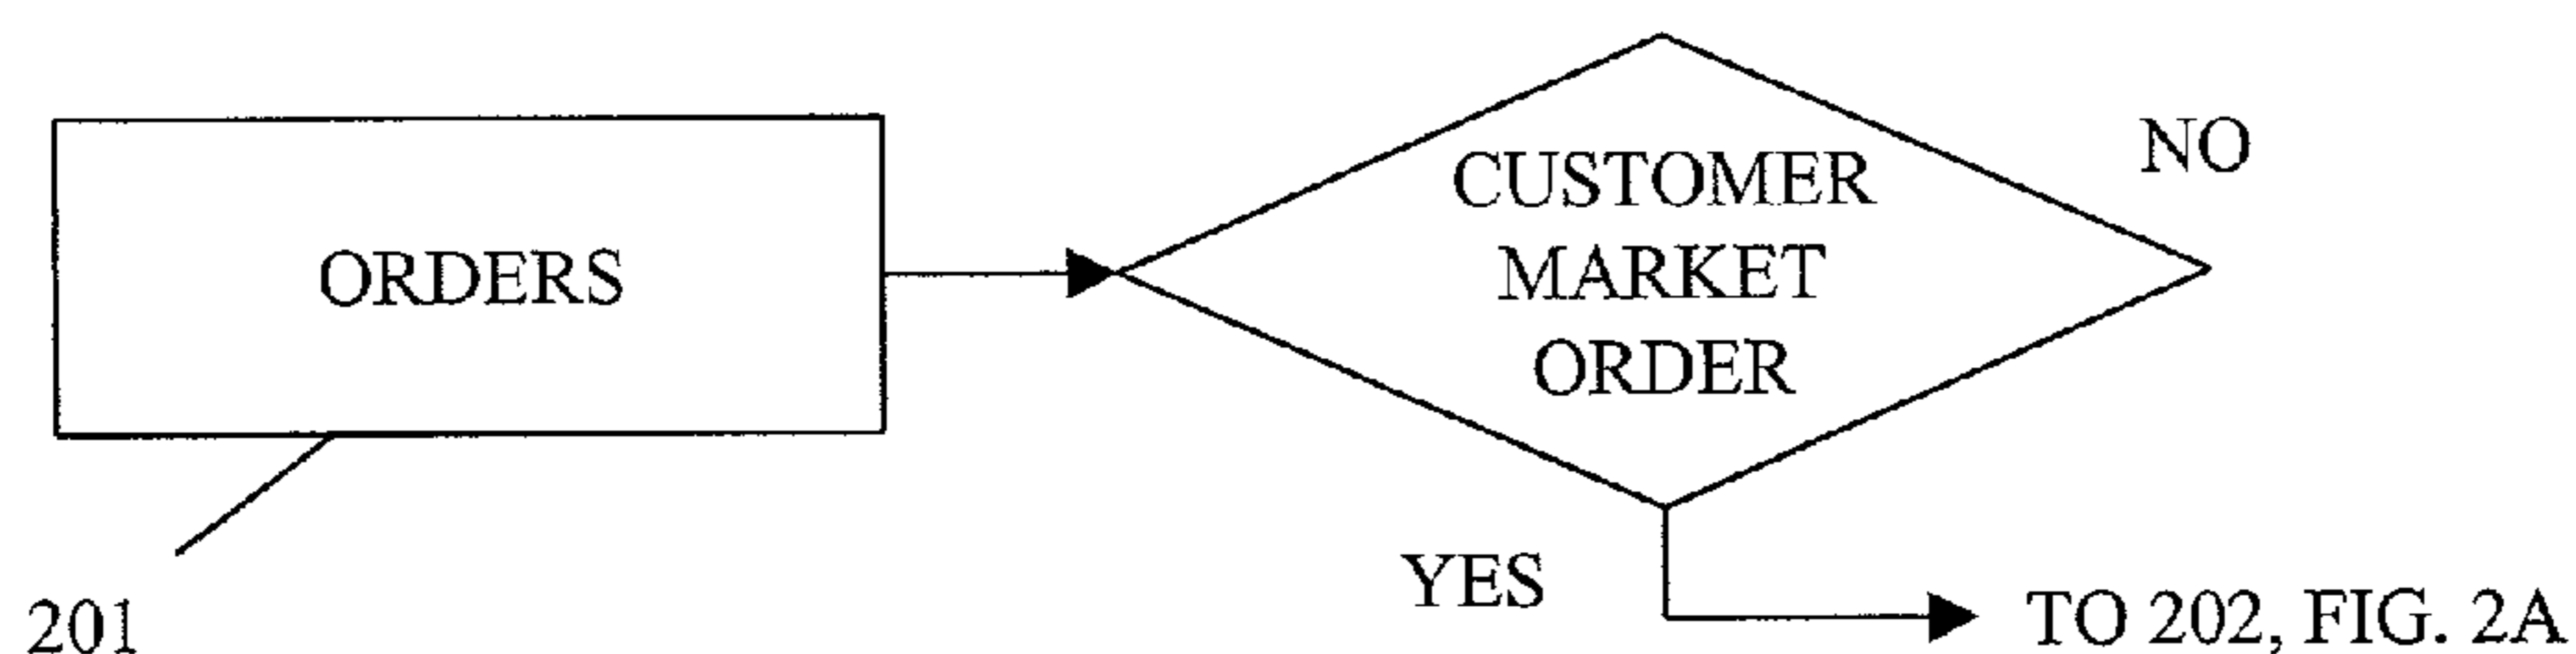 ORDERS
CUSTOMER
MARKET
ORDER
NO
YES
TO 202, FIG. 2A
201